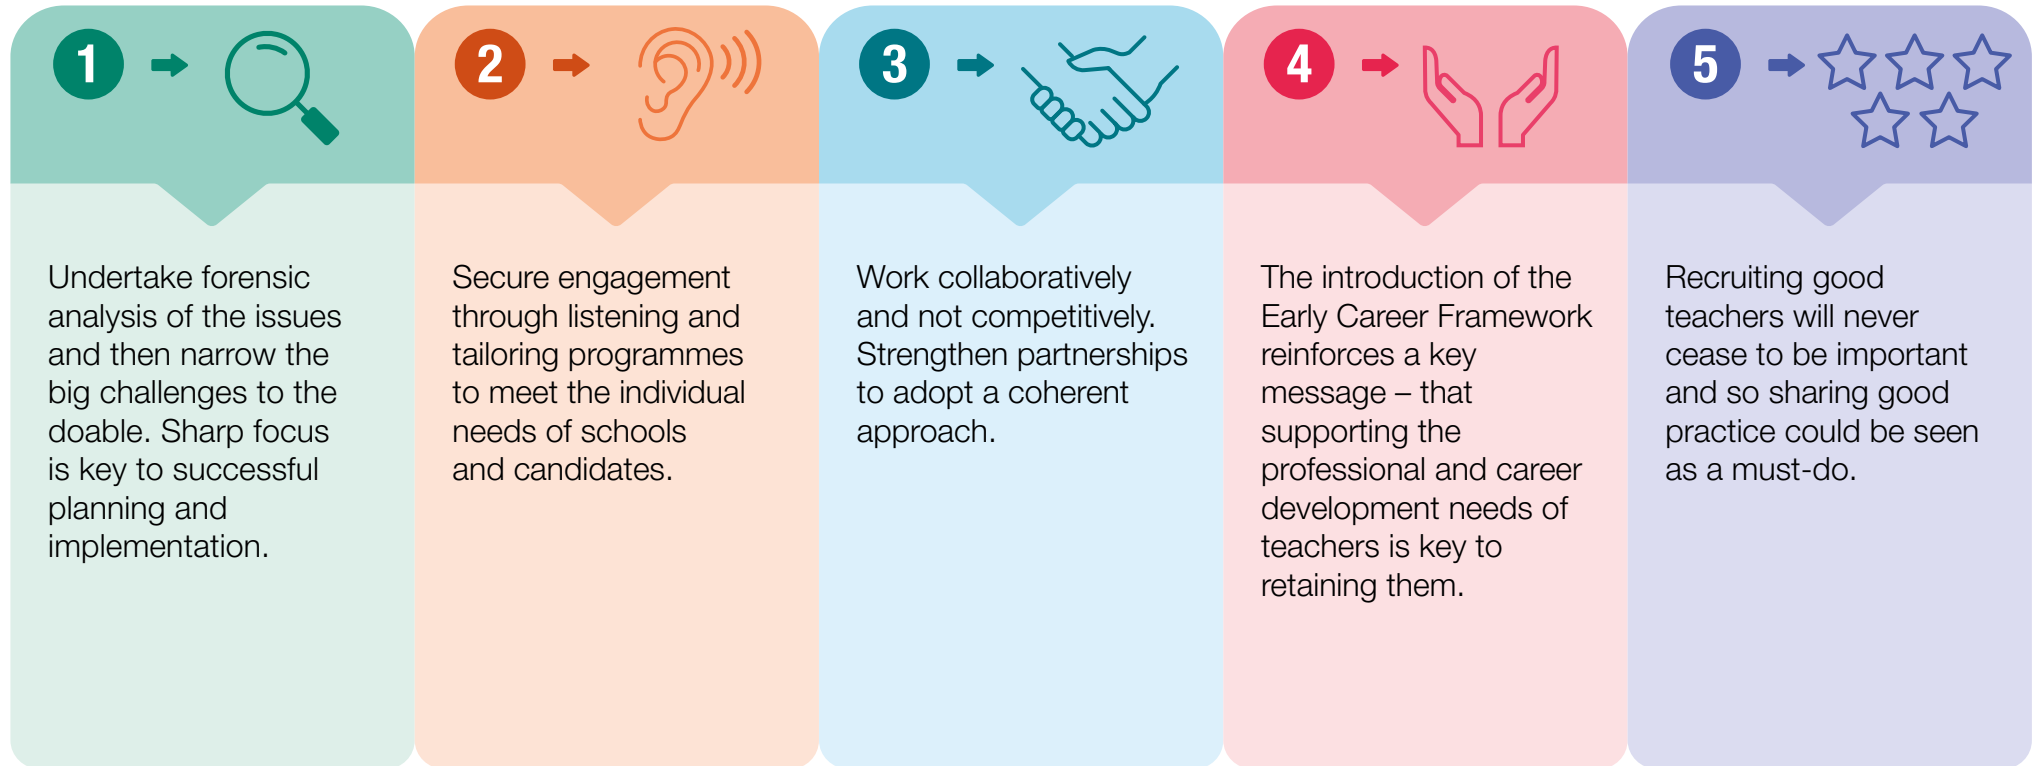 1
Undertake forensic
analysis of the issues
and then narrow the
big challenges to the
doable. Sharp focus
is key to successful
planning and
implementation.
2
Secure engagement
through listening and
tailoring programmes
to meet the individual
needs of schools
and candidates.
3
Work collaboratively
and not competitively.
Strengthen partnerships
to adopt a coherent
approach.
4
The introduction of the
Early Career Framework
reinforces a key
message – that
supporting the
professional and career
development needs of
teachers is key to
retaining them.
5
Recruiting good
teachers will never
cease to be important
and so sharing good
practice could be seen
as a must-do.